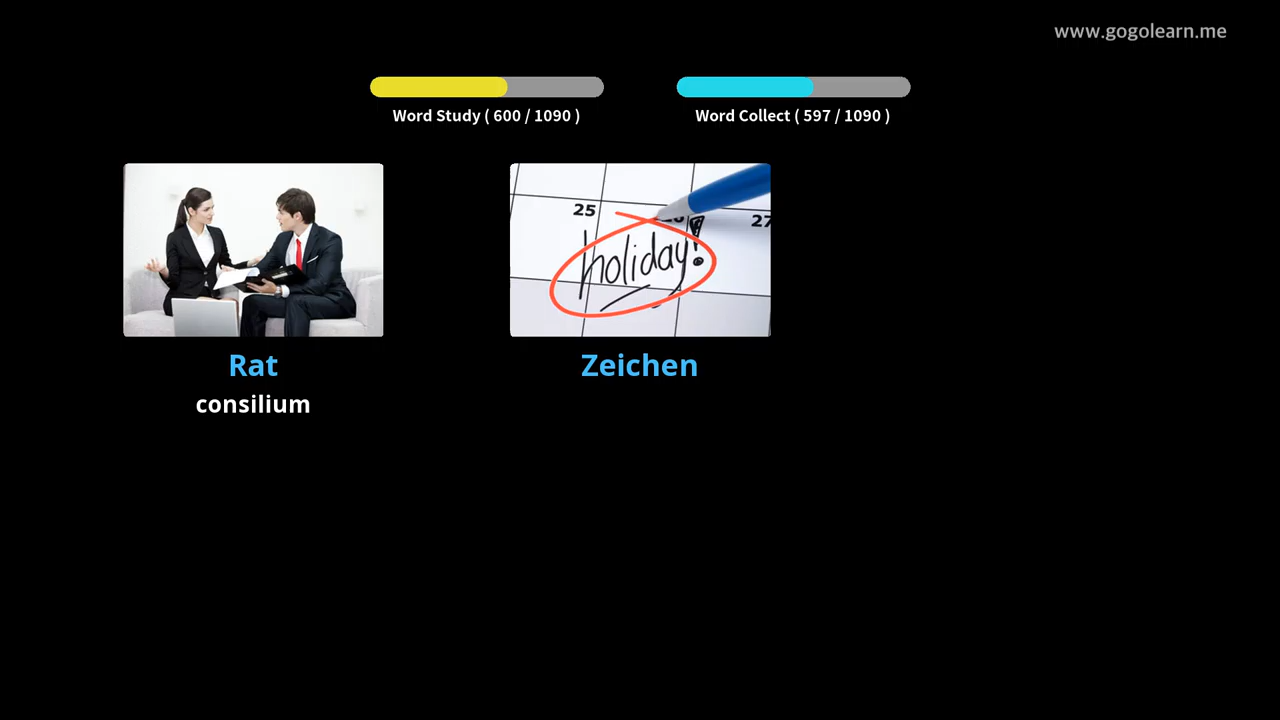 www.gogolearn.me
Word Study ( 600 / 1090 )
Word Collect ( 597 / 1090 )
25
27
holiday!
Rat
Zeichen
consilium